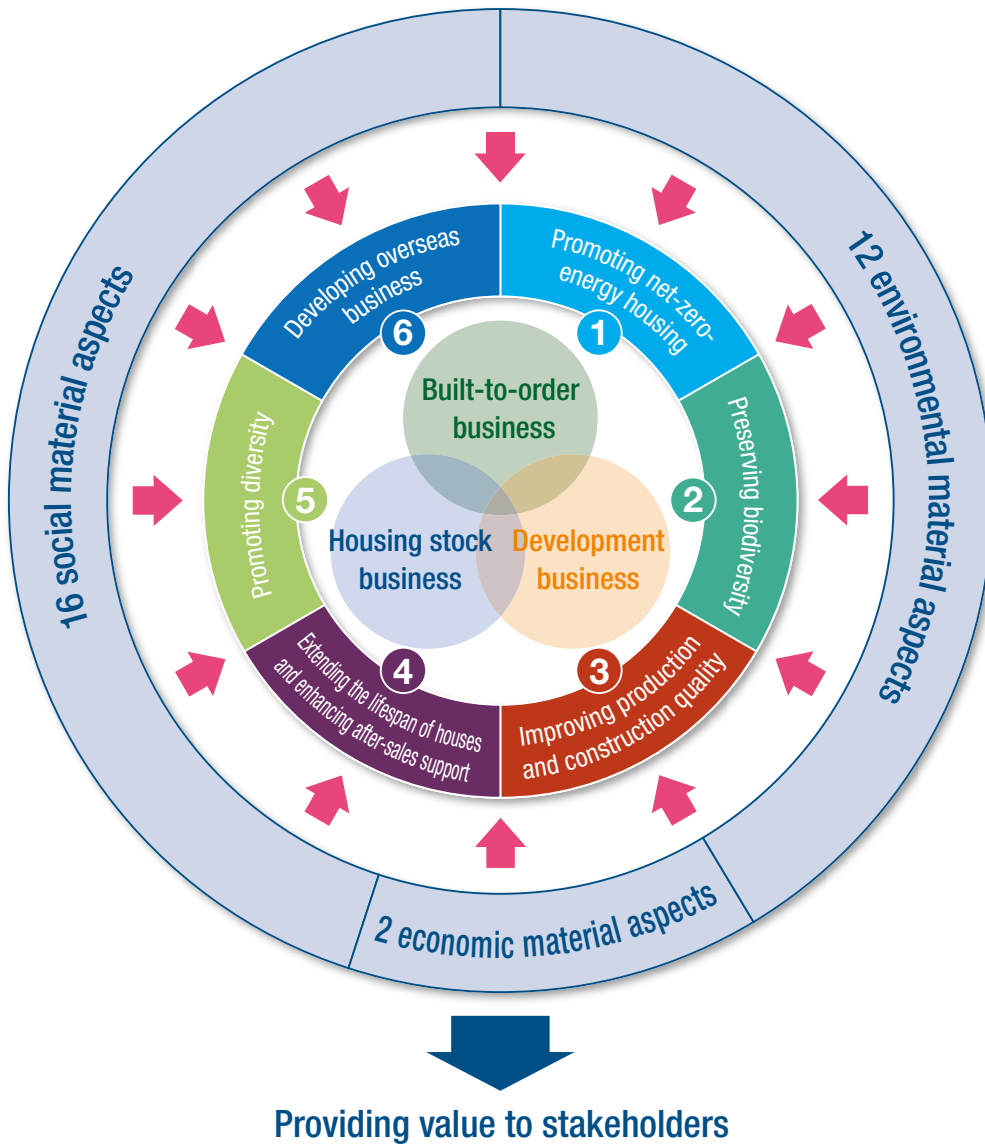 16 social material aspects
12 environmental material aspects
2 economic material aspects
Promoting net-zero-
energy housing
1
Preserving biodiversity
2
Improving production
and construction quality
3
Extending the lifespan of houses
and enhancing after-sales support
4
Promoting diversity
5
Developing overseas
business
6
Built-to-order
business
Housing stock
business
Development
business
Providing value to stakeholders